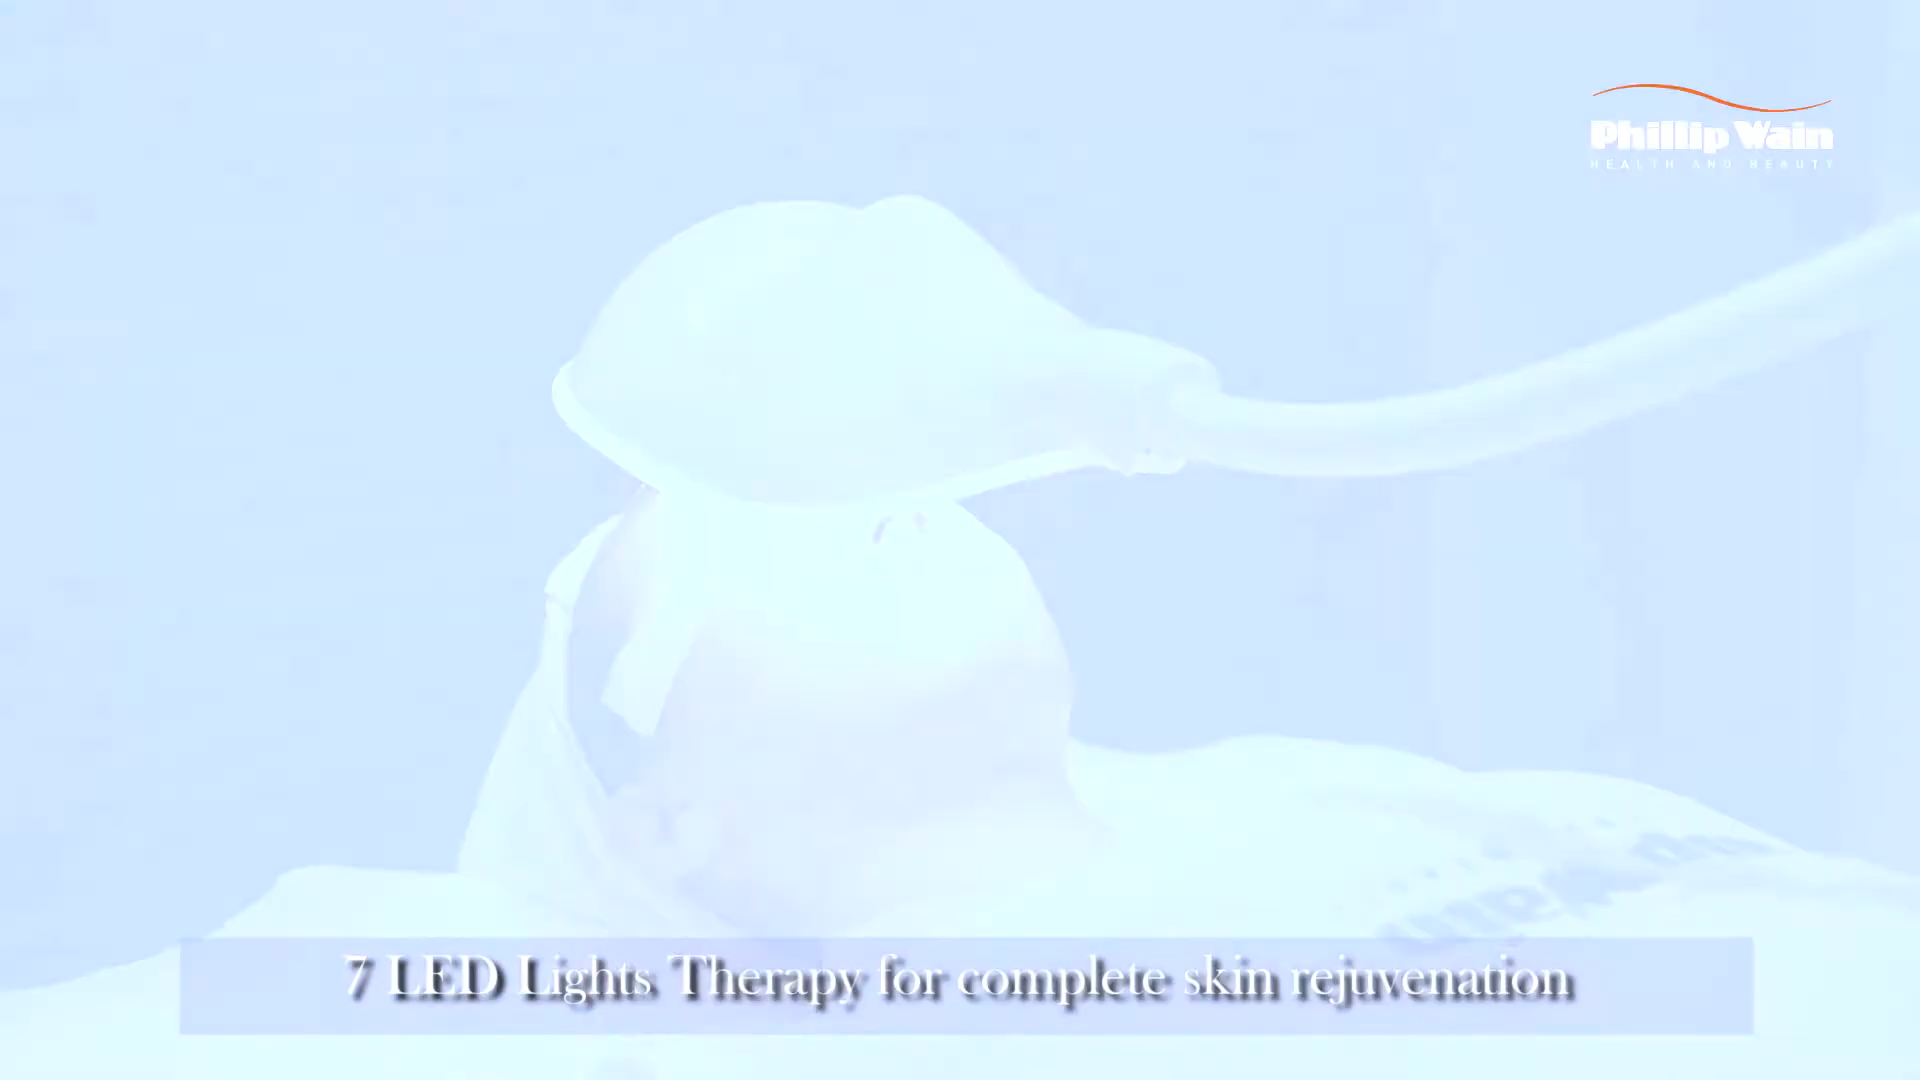 Phillip Wain
HEALTH AND BEAUTY
7 LED Lights Therapy for complete skin rejuvenation